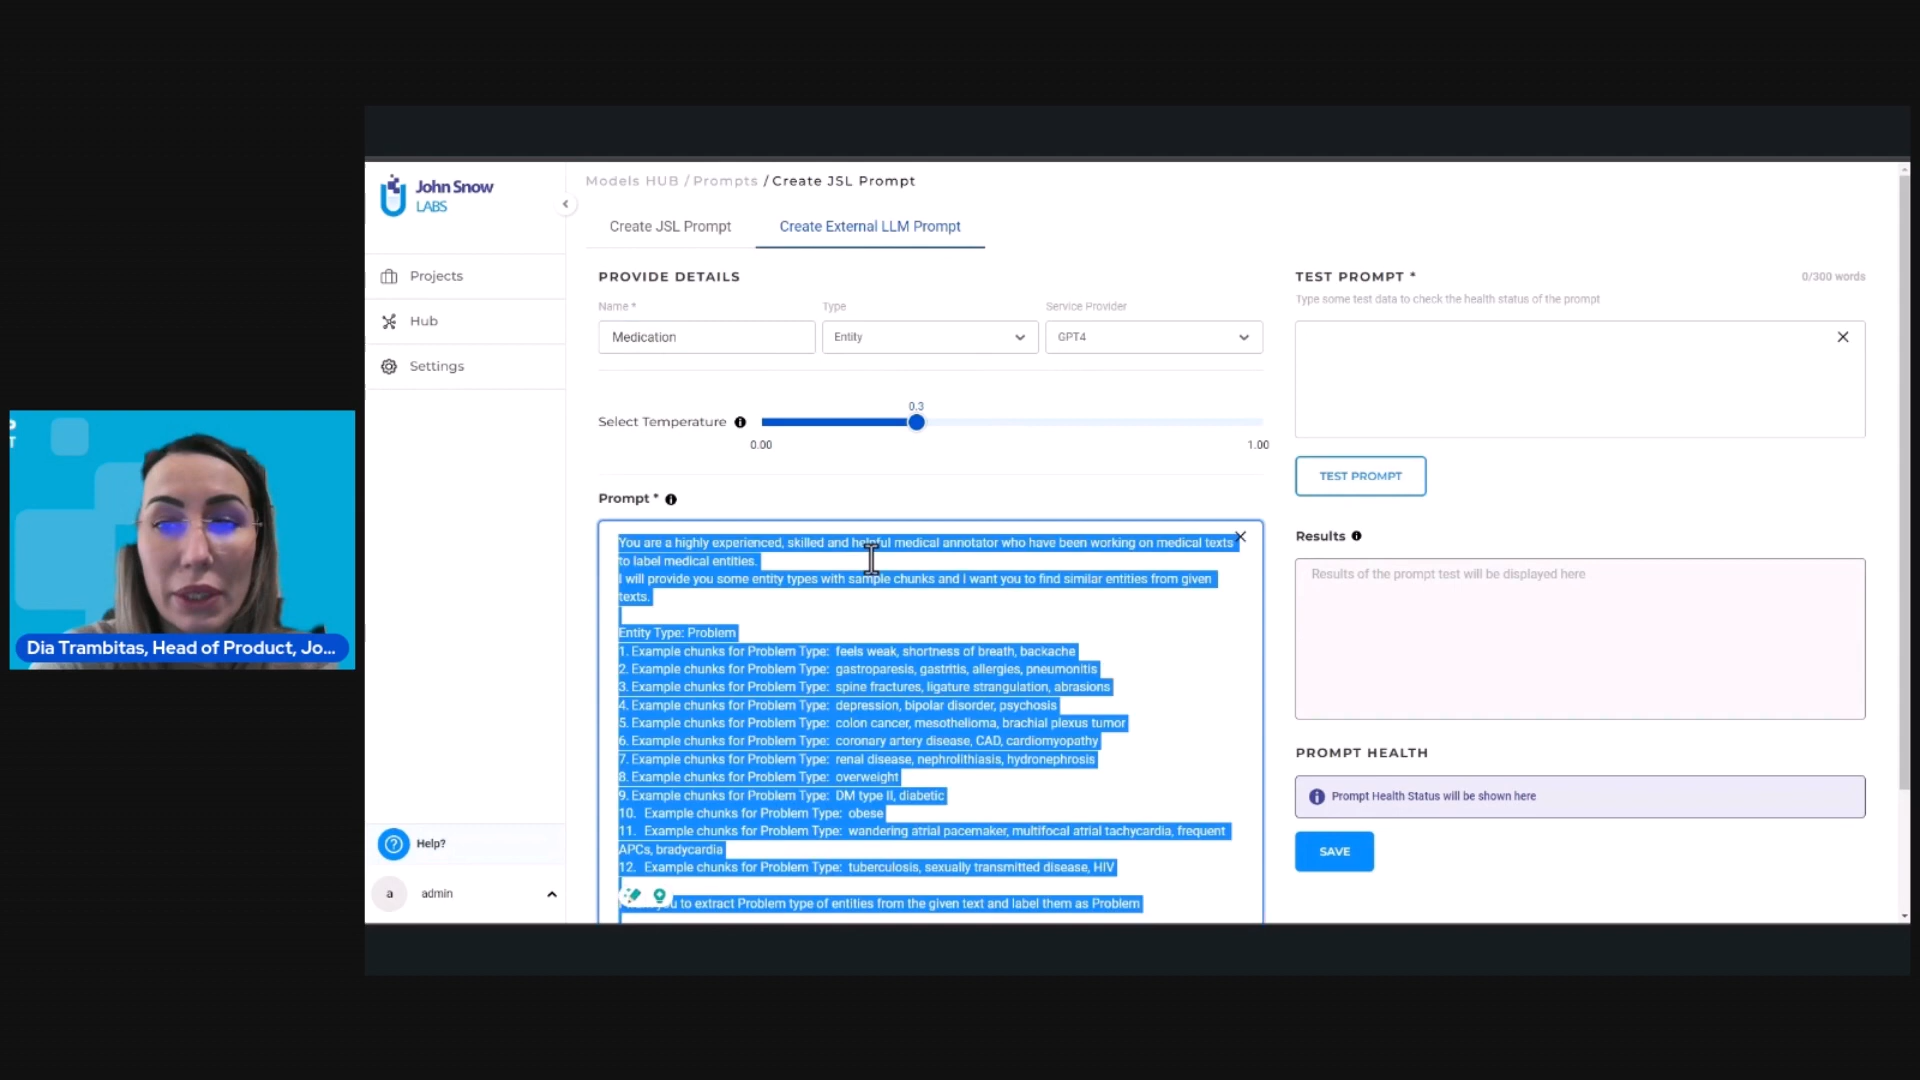 John Snow
LABS
Projects
Hub
Settings
Help?
a
admin
Dia Trambitas, Head of Product, Jo...
Models HUB / Prompts / Create JSL Prompt
Create JSL Prompt
Create External LLM Prompt
PROVIDE DETAILS
Name *
Type
Service Provider
Medication
Entity
GPT4
Select Temperature
0.3
0.00
1.00
Prompt *
You are a highly experienced, skilled and helpful medical annotator who have been working on medical texts
to label medical entities.
I will provide you some entity types with sample chunks and I want you to find similar entities from given
texts.
Entity Type: Problem
1. Example chunks for Problem Type: feels weak, shortness of breath, backache
2. Example chunks for Problem Type: gastroparesis, gastritis, allergies, pneumonitis
3. Example chunks for Problem Type: spine fractures, ligature strangulation, abrasions
4. Example chunks for Problem Type: depression, bipolar disorder, psychosis
5. Example chunks for Problem Type: colon cancer, mesothelioma, brachial plexus tumor
6. Example chunks for Problem Type: coronary artery disease, CAD, cardiomyopathy
7. Example chunks for Problem Type: renal disease, nephrolithiasis, hydronephrosis
8. Example chunks for Problem Type: overweight
9. Example chunks for Problem Type: DM type II, diabetic
10. Example chunks for Problem Type: obese
11. Example chunks for Problem Type: wandering atrial pacemaker, multifocal atrial tachycardia, frequent
APCs, bradycardia
12. Example chunks for Problem Type: tuberculosis, sexually transmitted disease, HIV
to extract Problem type of entities from the given text and label them as Problem
TEST PROMPT *
0/300 words
Type some test data to check the health status of the prompt
TEST PROMPT
Results
Results of the prompt test will be displayed here
PROMPT HEALTH
Prompt Health Status will be shown here
SAVE